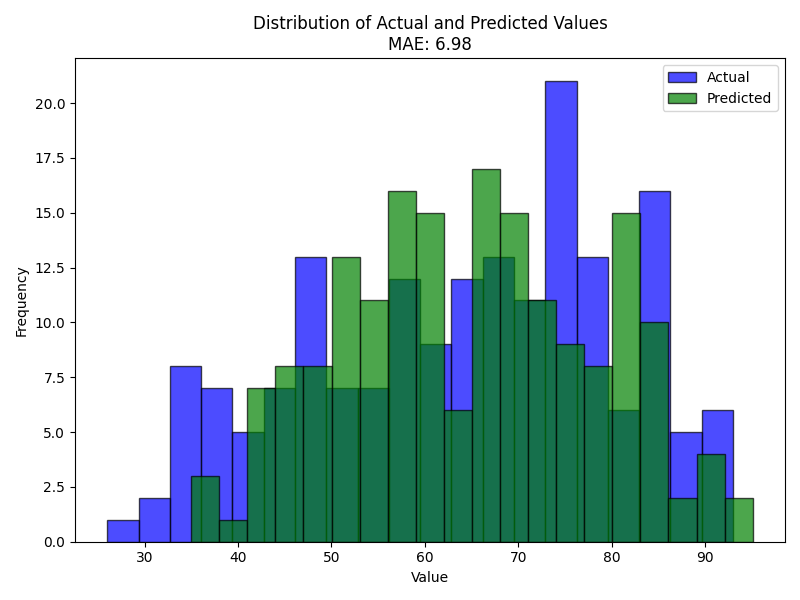 Distribution of Actual and Predicted Values
MAE: 6.98
Actual
Predicted
20.0
17.5
15.0
12.5
10.0
7.5
5.0
2.5
0.0
Frequency
30 40 50 60 70 80 90
Value